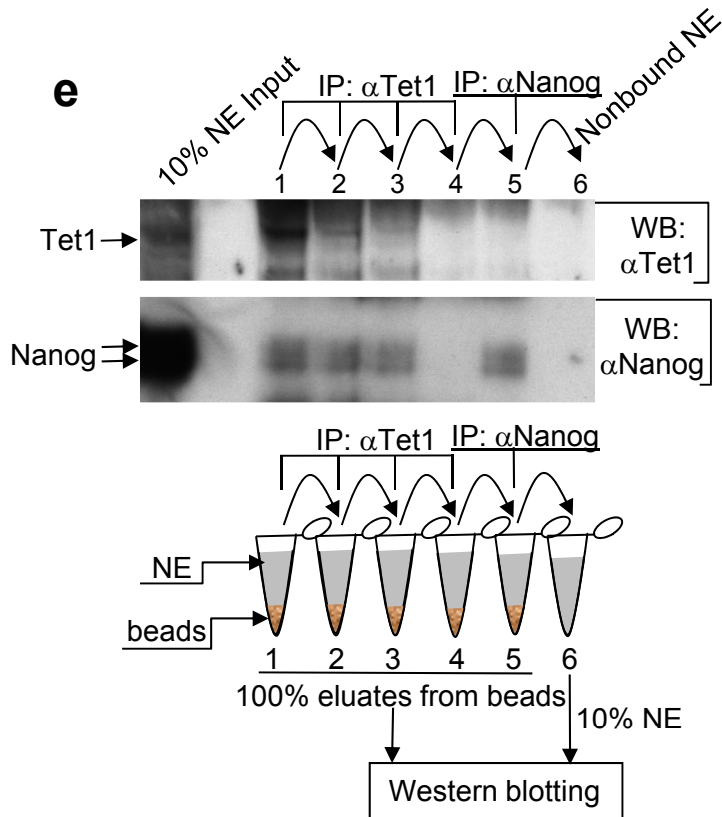 e
10% NE Input
IP: αTet1
IP: αNanog
Nonbound NE
1 2 3 4 5 6
Tet1
WB:
αTet1
Nanog
WB:
αNanog
IP: αTet1
IP: αNanog
NE
beads
1 2 3 4 5 6
100% eluates from beads
10% NE
Western blotting